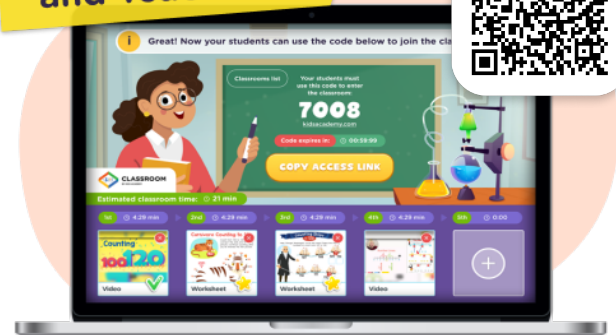 Great! Now your students can use the code below to join the
Classrooms list
Your students must
use this code to enter
the classroom
7008
kidsacademy.com
Code expires in: 00:59:99
COPY ACCESS LINK
CLASSROOM
Estimated classroom time: 21 min
1st 4:29 min 2nd 4:29 min 3rd 4:29 min 4th 4:29 min 5th 0:00
Counting
100 120
Video Worksheet Worksheet Video